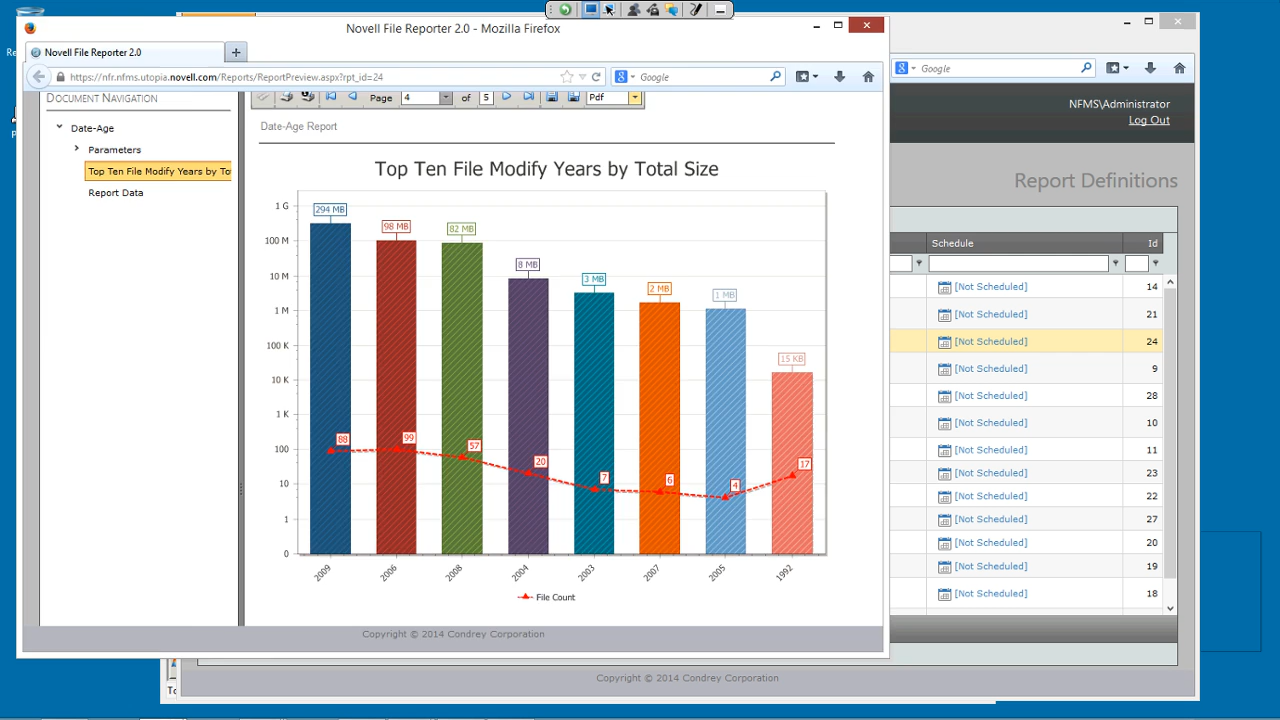 Novell File Reporter 2.0 - Mozilla Firefox
Novell File Reporter 2.0
https://nfr.nfms.utopia.novell.com/Reports/ReportPreview.aspx?rpt_id=24
Google
Google
DOCUMENT NAVIGATION
Page 4 of 5
Pdf
Date-Age
Parameters
Top Ten File Modify Years by To
Report Data
Date-Age Report
Top Ten File Modify Years by Total Size
1 G
100 M
10 M
1 M
100 K
10 K
1 K
100
10
1
0
294 MB
98 MB
82 MB
8 MB
3 MB
2 MB
1 MB
15 KB
88
99
57
20
7
6
4
17
2009
2006
2008
2004
2003
2007
2005
1992
File Count
Copyright © 2014 Condrey Corporation
NFMS\Administrator
Log Out
Report Definitions
Schedule Id
[Not Scheduled] 14
[Not Scheduled] 21
[Not Scheduled] 24
[Not Scheduled] 9
[Not Scheduled] 28
[Not Scheduled] 10
[Not Scheduled] 11
[Not Scheduled] 23
[Not Scheduled] 22
[Not Scheduled] 27
[Not Scheduled] 20
[Not Scheduled] 19
[Not Scheduled] 18
Copyright © 2014 Condrey Corporation